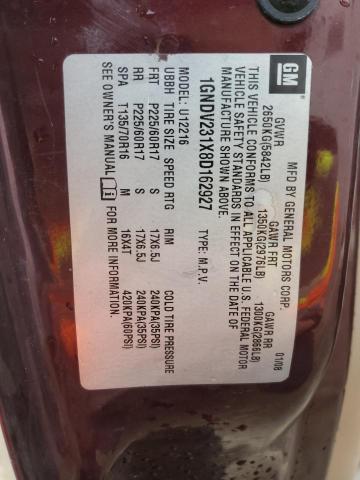 GM
MFD BY GENERAL MOTORS CORP. 01/08
GVWR GAWR FRT GAWR RR
2650KG(5842LB) 1350KG(2976LB) 1300KG(2866LB)
THIS VEHICLE CONFORMS TO ALL APPLICABLE U.S. FEDERAL MOTOR
VEHICLE SAFETY STANDARDS IN EFFECT ON THE DATE OF
MANUFACTURE SHOWN ABOVE.
1GNDV231X8D162927 TYPE: M.P.V.
MODEL: U12216
UBBH TIRE SIZE SPEED RTG RIM COLD TIRE PRESSURE
FRT P225/60R17 S 17X6.5J 240KPA(35PSI)
RR P225/60R17 S 17X6.5J 240KPA(35PSI)
SPA T135/70R16 M 16X4T 420KPA(60PSI)
SEE OWNER'S MANUAL i FOR MORE INFORMATION.